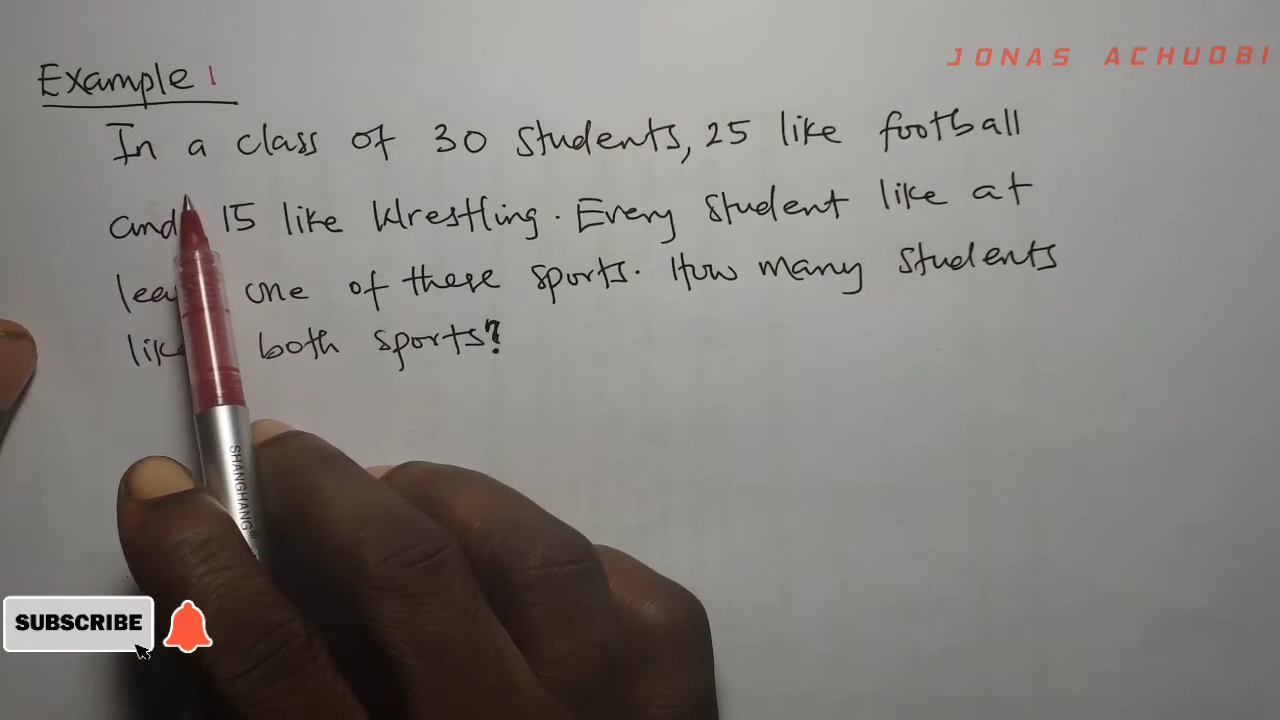 JONAS ACHUOBI
Example 1
In a class of 30 students, 25 like football
and 15 like Wrestling. Every student like at
one of these sports. How many students
both sports?
SHANGHANG
SUBSCRIBE